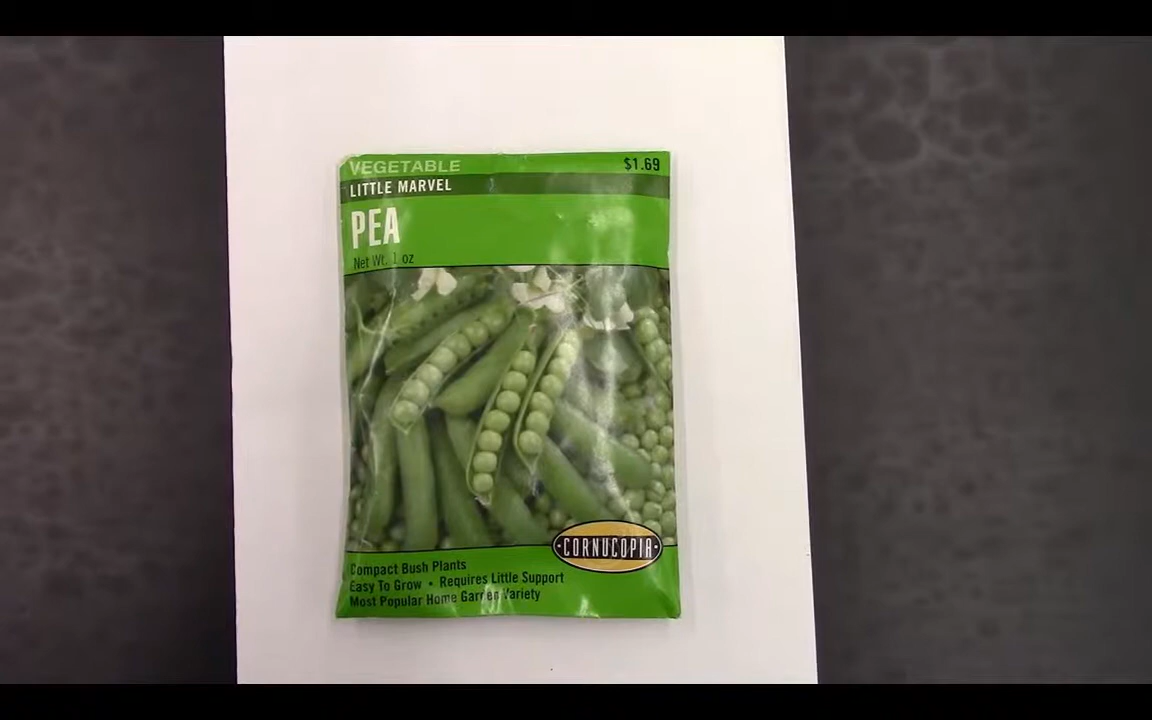 VEGETABLE $1.69
LITTLE MARVEL
PEA
Net Wt. 1 oz
CORNUCOPIA
Compact Bush Plants
Easy To Grow • Requires Little Support
Most Popular Home Garden Variety